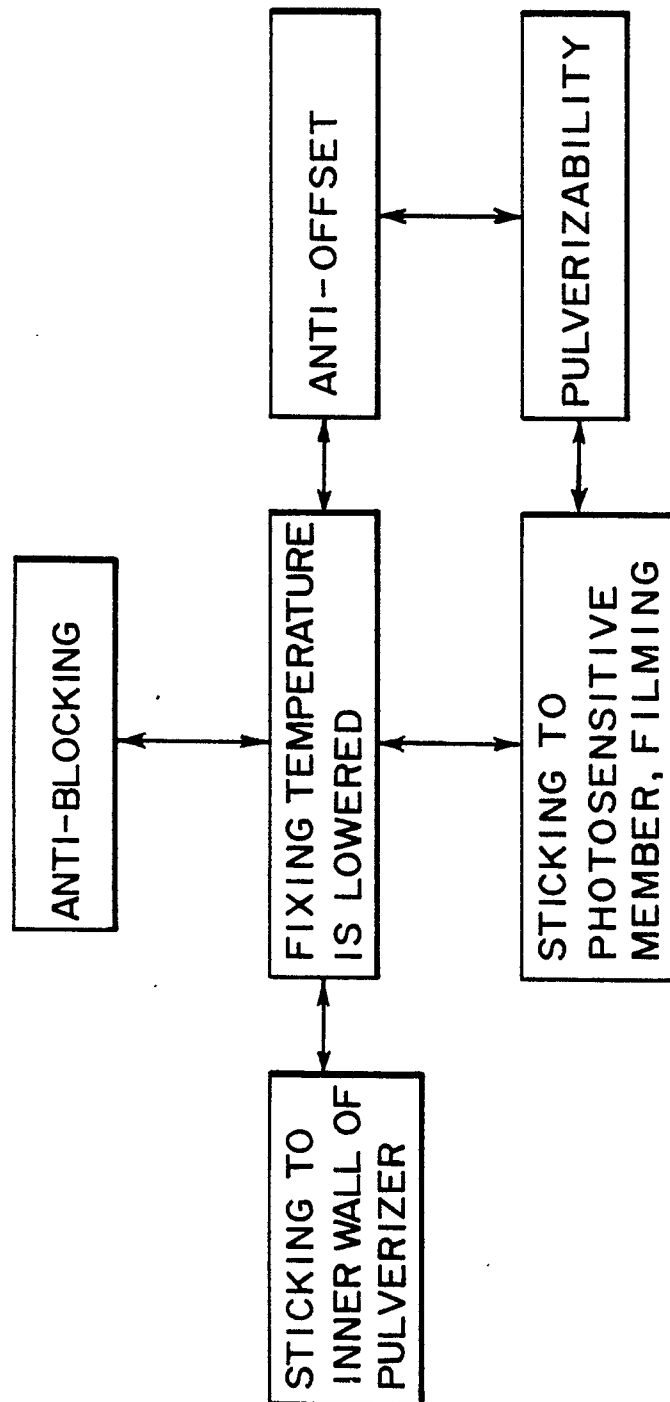 ANTI-BLOCKING
STICKING TO
INNER WALL OF
PULVERIZER
FIXING TEMPERATURE
IS LOWERED
ANTI-OFFSET
STICKING TO
PHOTOSENSITIVE
MEMBER, FILMING
PULVERIZABILITY